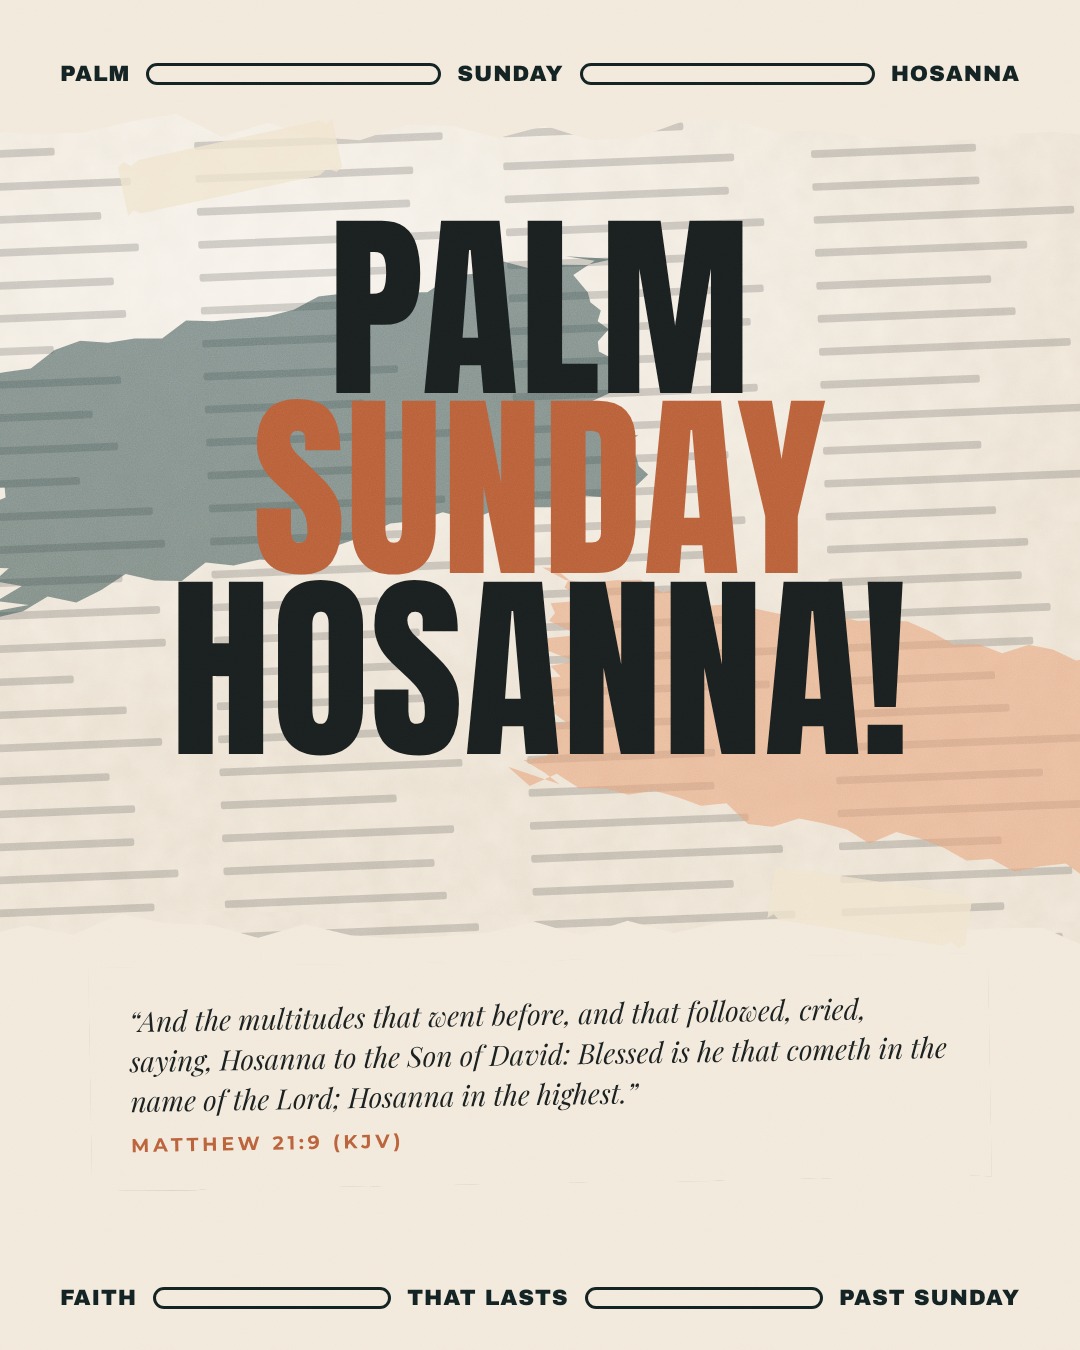 PALM SUNDAY HOSANNA
PALM
SUNDAY
HOSANNA!
“And the multitudes that went before, and that followed, cried,
saying, Hosanna to the Son of David: Blessed is he that cometh in the
name of the Lord; Hosanna in the highest.”
MATTHEW 21:9 (KJV)
FAITH THAT LASTS PAST SUNDAY